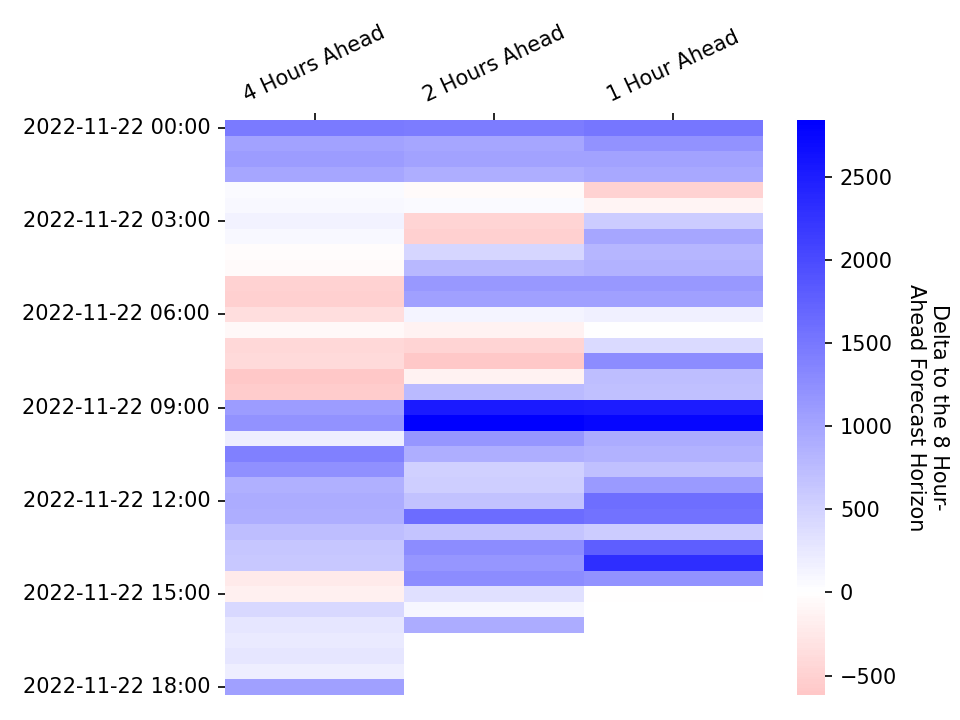 4 Hours Ahead
2 Hours Ahead
1 Hour Ahead
2022-11-22 00:00
2022-11-22 03:00
2022-11-22 06:00
2022-11-22 09:00
2022-11-22 12:00
2022-11-22 15:00
2022-11-22 18:00
2500
2000
1500
1000
500
0
−500
Delta to the 8 Hour-
Ahead Forecast Horizon